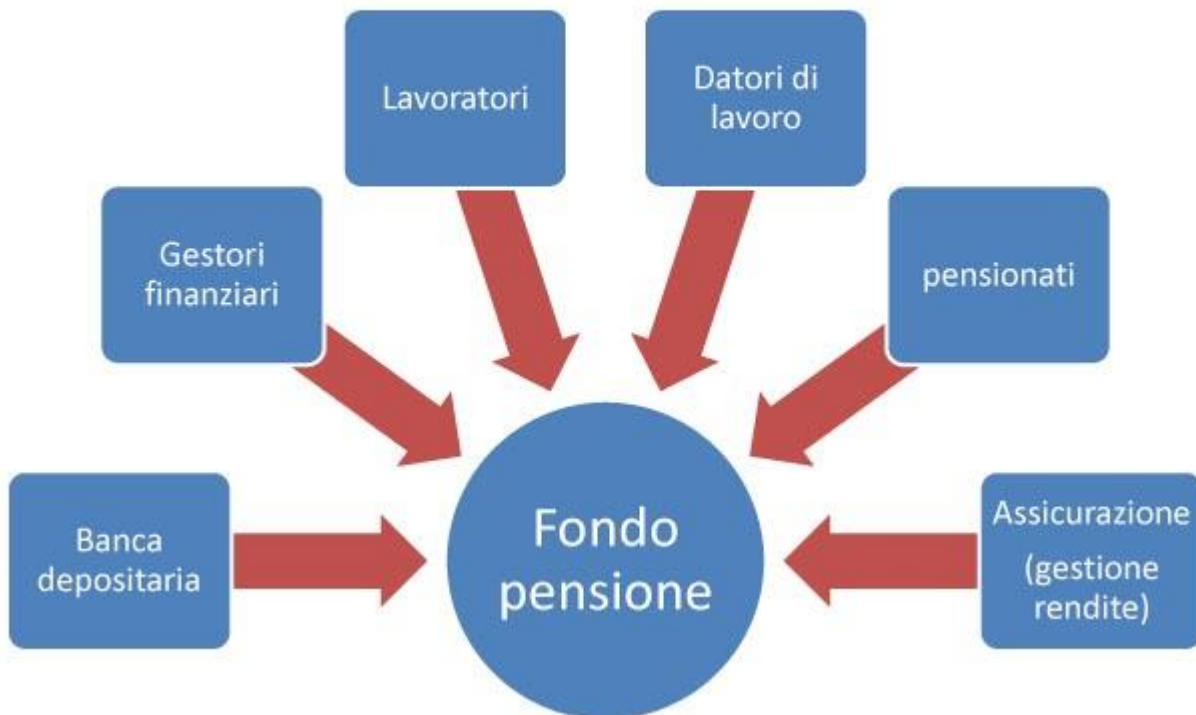 Lavoratori
Datori di
lavoro
Gestori
finanziari
pensionati
Banca
depositaria
Fondo
pensione
Assicurazione
(gestione
rendite)